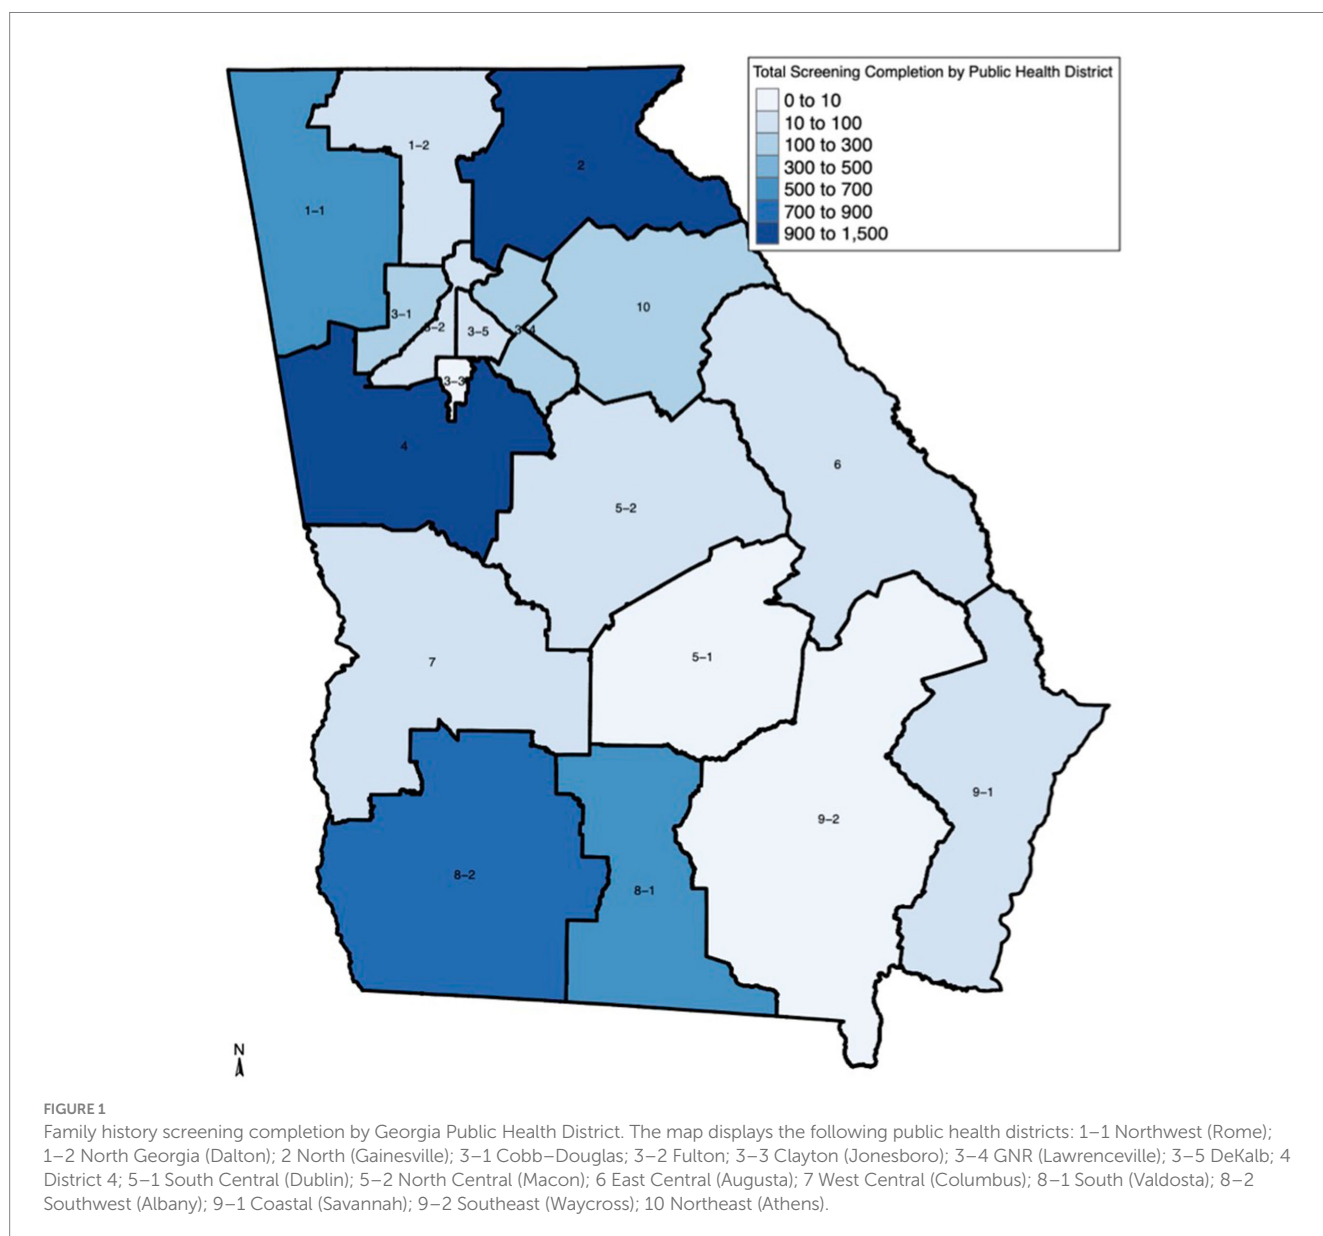 Total Screening Completion by Public Health District
0 to 10
10 to 100
100 to 300
300 to 500
500 to 700
700 to 900
900 to 1,500
1–2
2
1–1
10
3–1
3–2
3–5
3–4
3–3
4
6
5–2
5–1
7
9–1
9–2
8–2
8–1
N
FIGURE 1
Family history screening completion by Georgia Public Health District. The map displays the following public health districts: 1–1 Northwest (Rome);
1–2 North Georgia (Dalton); 2 North (Gainesville); 3–1 Cobb–Douglas; 3–2 Fulton; 3–3 Clayton (Jonesboro); 3–4 GNR (Lawrenceville); 3–5 DeKalb; 4
District 4; 5–1 South Central (Dublin); 5–2 North Central (Macon); 6 East Central (Augusta); 7 West Central (Columbus); 8–1 South (Valdosta); 8–2
Southwest (Albany); 9–1 Coastal (Savannah); 9–2 Southeast (Waycross); 10 Northeast (Athens).